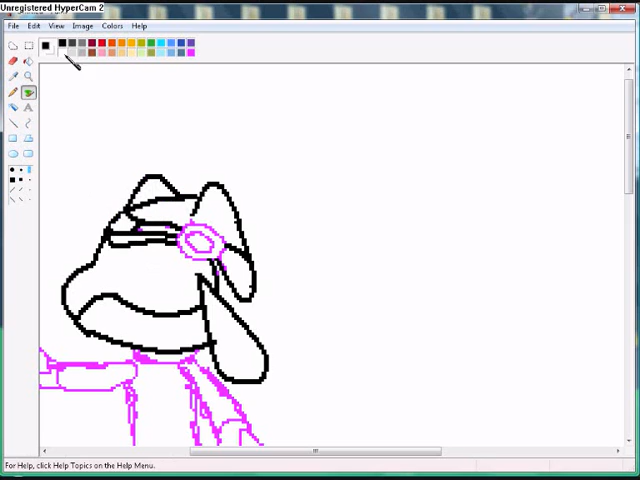 Unregistered HyperCam 2
File Edit View Image Colors Help
For Help, click Help Topics on the Help Menu.